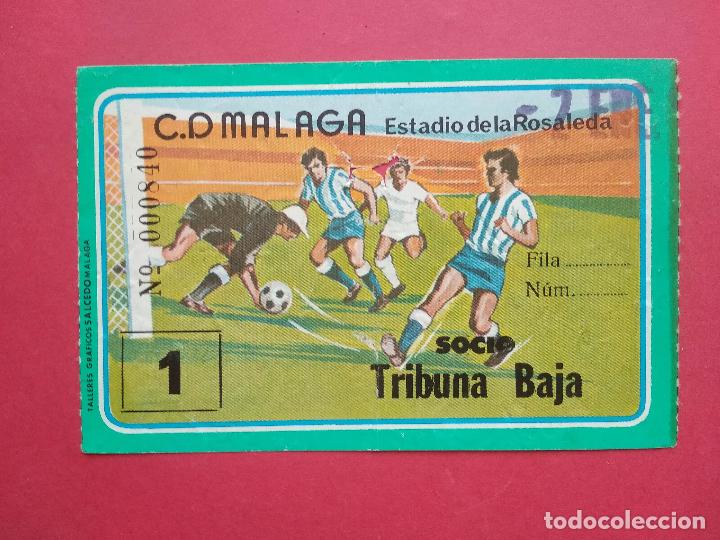 C.D MALAGA Estadio de la Rosaleda
Nº 000840
Fila
Núm.
SOCIO
Tribuna Baja
1
TALLERES GRAFICOS SALCEDO MALAGA
todocoleccion